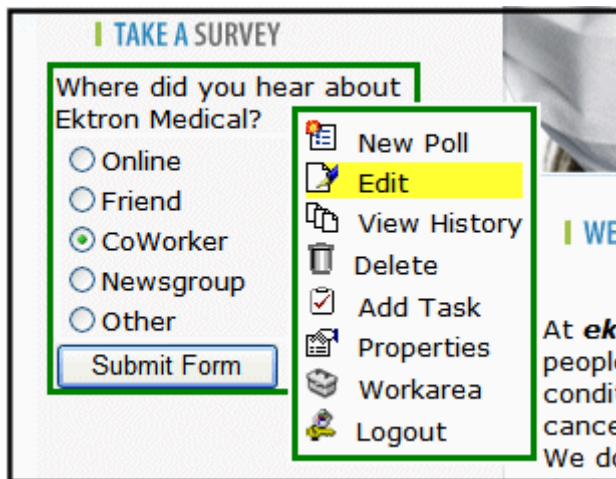 TAKE A SURVEY
Where did you hear about
Ektron Medical?
Online
Friend
CoWorker
Newsgroup
Other
Submit Form
New Poll
Edit
View History
Delete
Add Task
Properties
Workarea
Logout
WE
At ek
people
condi
cance
We do